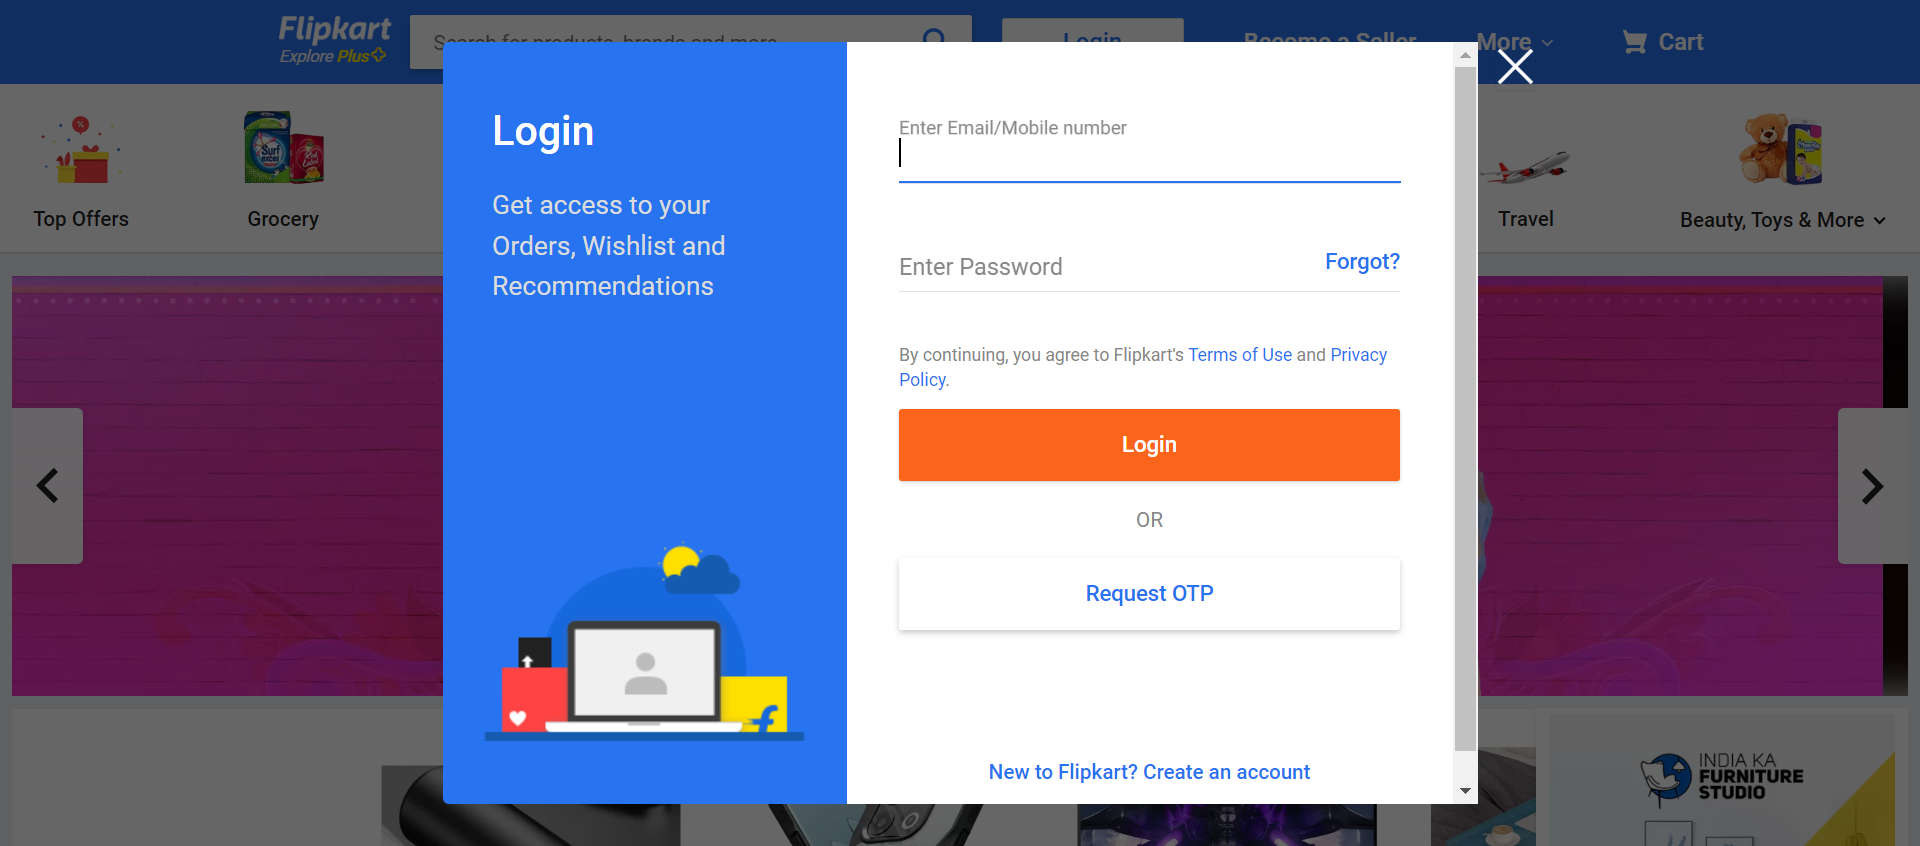 Flipkart
Explore Plus
Search for products, brands and more
Login
Become a Seller
More
Cart
Top Offers
Grocery
Travel
Beauty, Toys & More
Login
Get access to your
Orders, Wishlist and
Recommendations
Enter Email/Mobile number
Enter Password
Forgot?
By continuing, you agree to Flipkart's Terms of Use and Privacy
Policy.
Login
OR
Request OTP
New to Flipkart? Create an account
Surf
excel
INDIA KA
FURNITURE
STUDIO